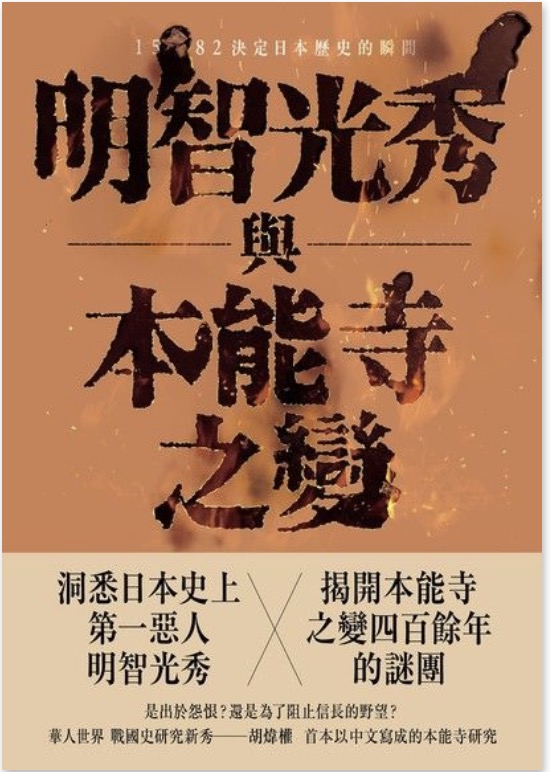 1582決定日本歷史的瞬間
明智光秀
與
本能寺
之變
洞悉日本史上
第一惡人
明智光秀
揭開本能寺
之變四百餘年
的謎團
是出於怨恨？還是為了阻止信長的野望？
華人世界 戰國史研究新秀——胡煒權 首本以中文寫成的本能寺研究